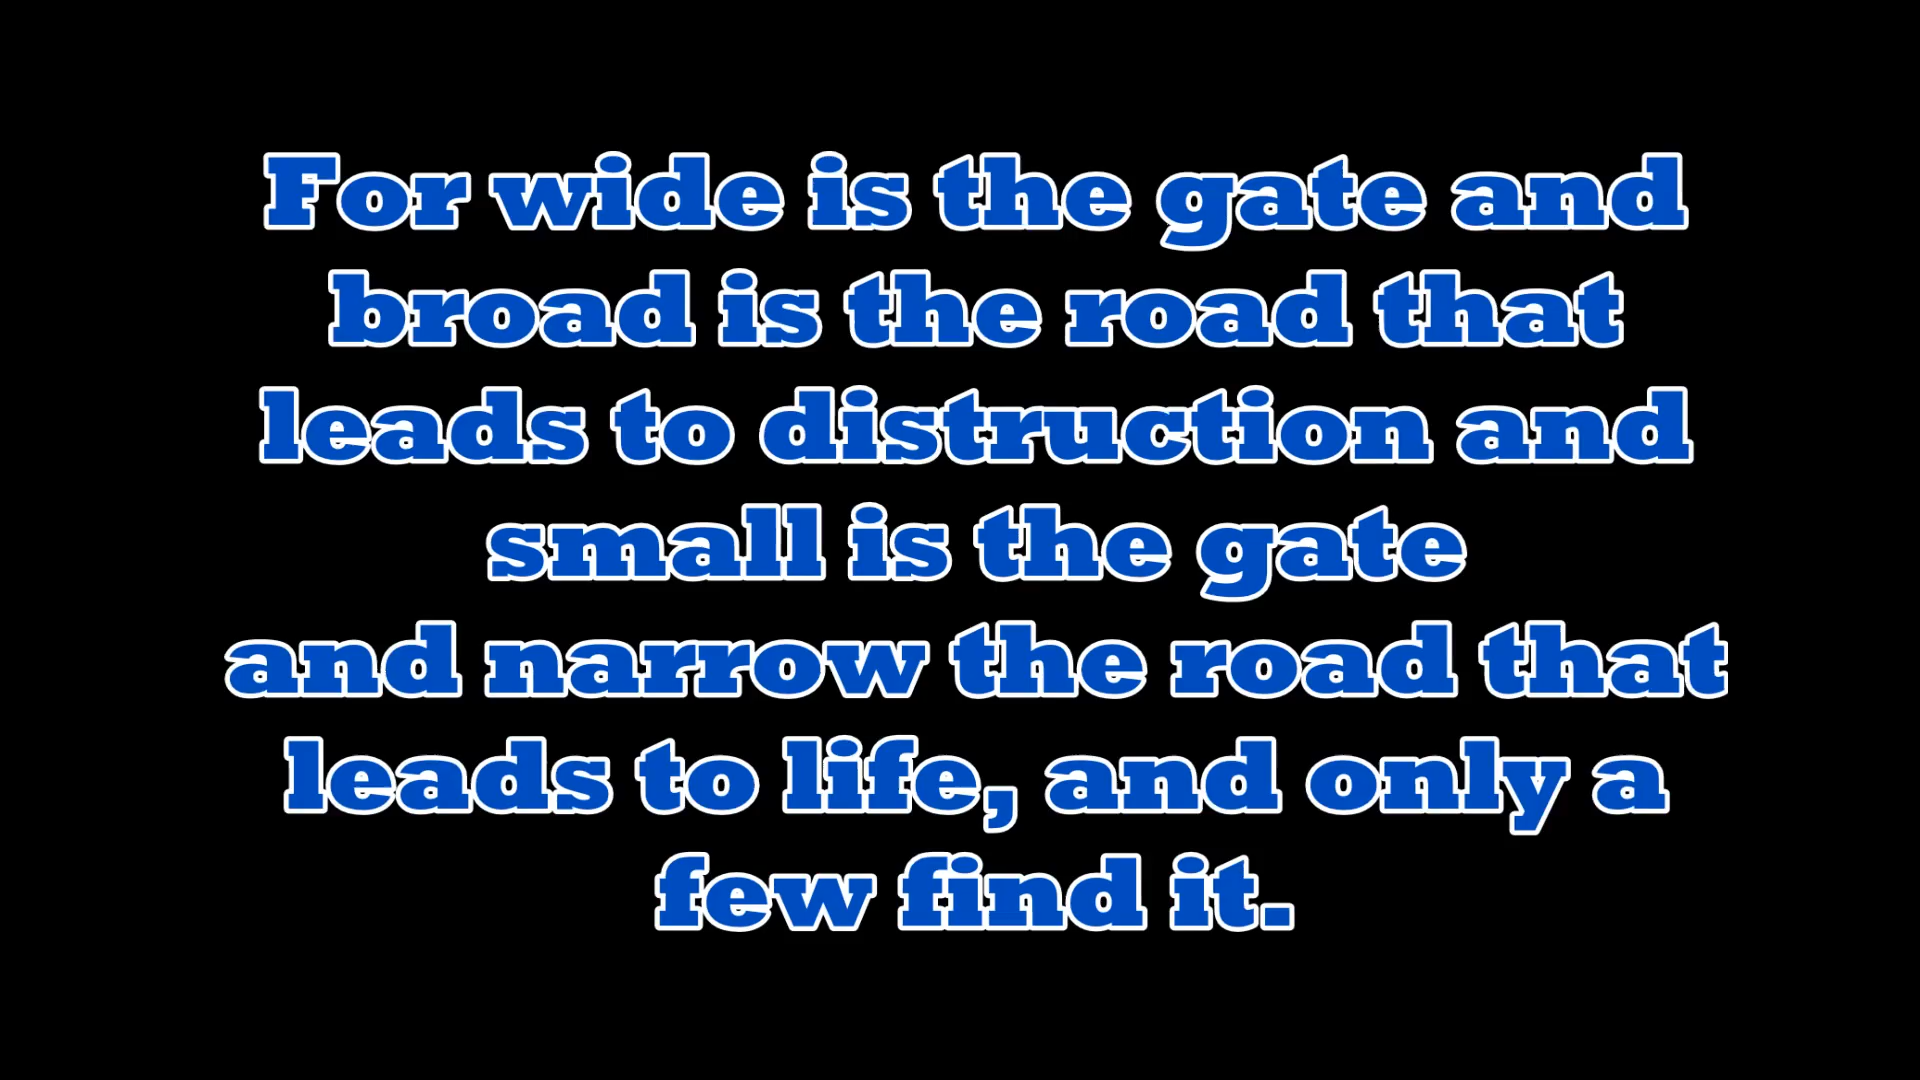 For wide is the gate and
broad is the road that
leads to distruction and
small is the gate
and narrow the road that
leads to life, and only a
few find it.